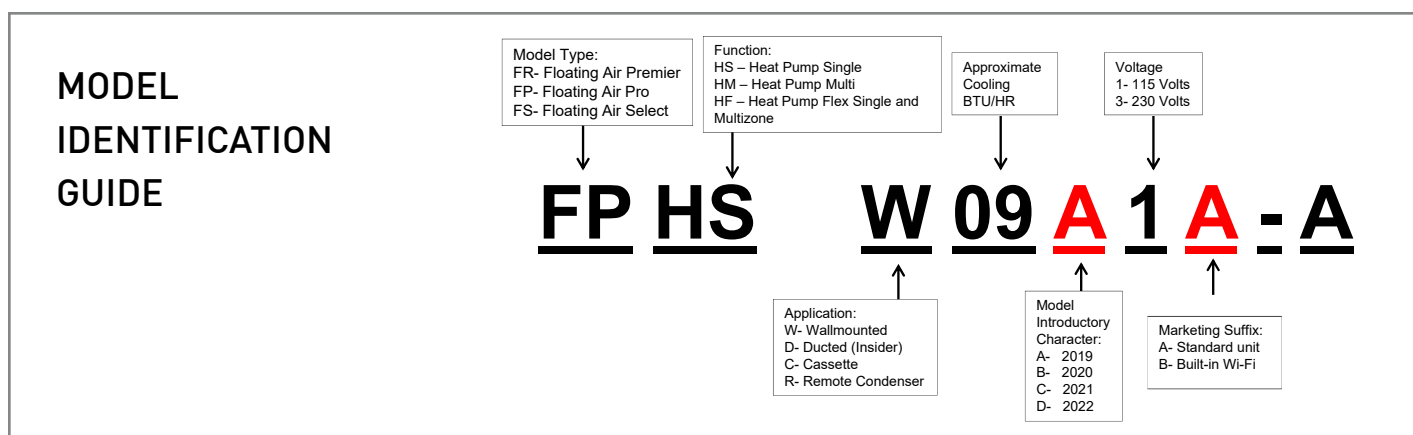 MODEL
IDENTIFICATION
GUIDE
Model Type:
FR- Floating Air Premier
FP- Floating Air Pro
FS- Floating Air Select
Function:
HS – Heat Pump Single
HM – Heat Pump Multi
HF – Heat Pump Flex Single and
Multizone
Approximate
Cooling
BTU/HR
Voltage
1- 115 Volts
3- 230 Volts
FP HS W 09 A 1 A - A
Application:
W- Wallmounted
D- Ducted (Insider)
C- Cassette
R- Remote Condenser
Model
Introductory
Character:
A- 2019
B- 2020
C- 2021
D- 2022
Marketing Suffix:
A- Standard unit
B- Built-in Wi-Fi